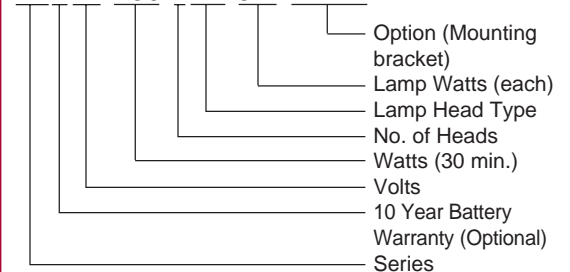 Option (Mounting
bracket)
Lamp Watts (each)
Lamp Head Type
No. of Heads
Watts (30 min.)
Volts
10 Year Battery
Warranty (Optional)
Series